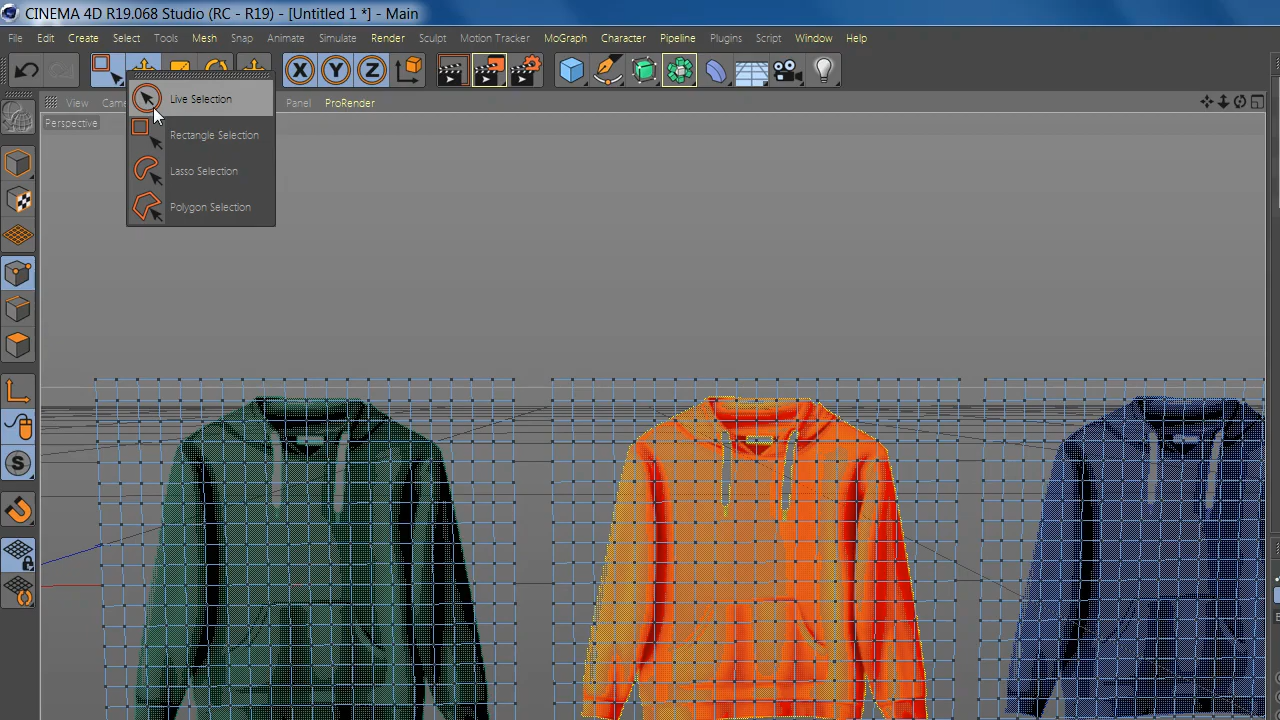 CINEMA 4D R19.068 Studio (RC - R19) - [Untitled 1 *] - Main
File Edit Create Select Tools Mesh Snap Animate Simulate Render Sculpt Motion Tracker MoGraph Character Pipeline Plugins Script Window Help
X Y Z
View Came Panel ProRender
Perspective
Live Selection
Rectangle Selection
Lasso Selection
Polygon Selection
S